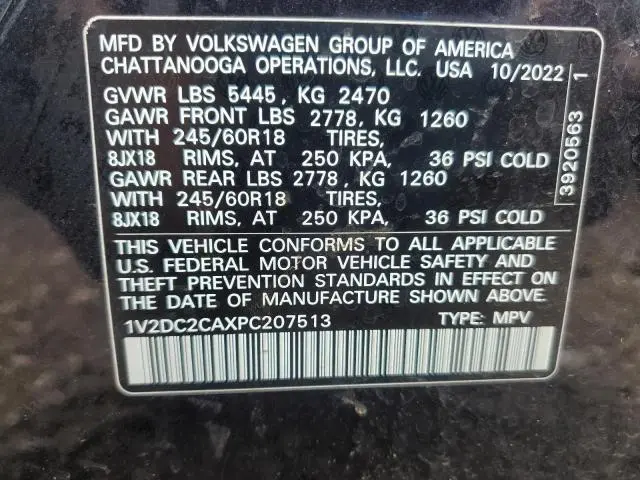 MFD BY VOLKSWAGEN GROUP OF AMERICA
CHATTANOOGA OPERATIONS, LLC. USA 10/2022
GVWR LBS 5445, KG 2470
GAWR FRONT LBS 2778, KG 1260
WITH 245/60R18 TIRES,
8JX18 RIMS, AT 250 KPA, 36 PSI COLD
GAWR REAR LBS 2778, KG 1260
WITH 245/60R18 TIRES,
8JX18 RIMS, AT 250 KPA, 36 PSI COLD
THIS VEHICLE CONFORMS TO ALL APPLICABLE
U.S. FEDERAL MOTOR VEHICLE SAFETY AND
THEFT PREVENTION STANDARDS IN EFFECT ON
THE DATE OF MANUFACTURE SHOWN ABOVE.
1V2DC2CAXPC207513 TYPE: MPV
3920563 1